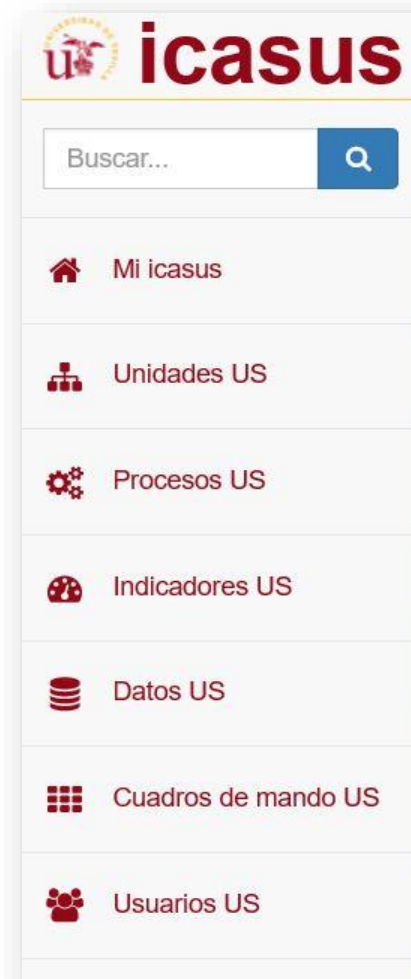 icasus
Buscar...
Mi icasus
Unidades US
Procesos US
Indicadores US
Datos US
Cuadros de mando US
Usuarios US